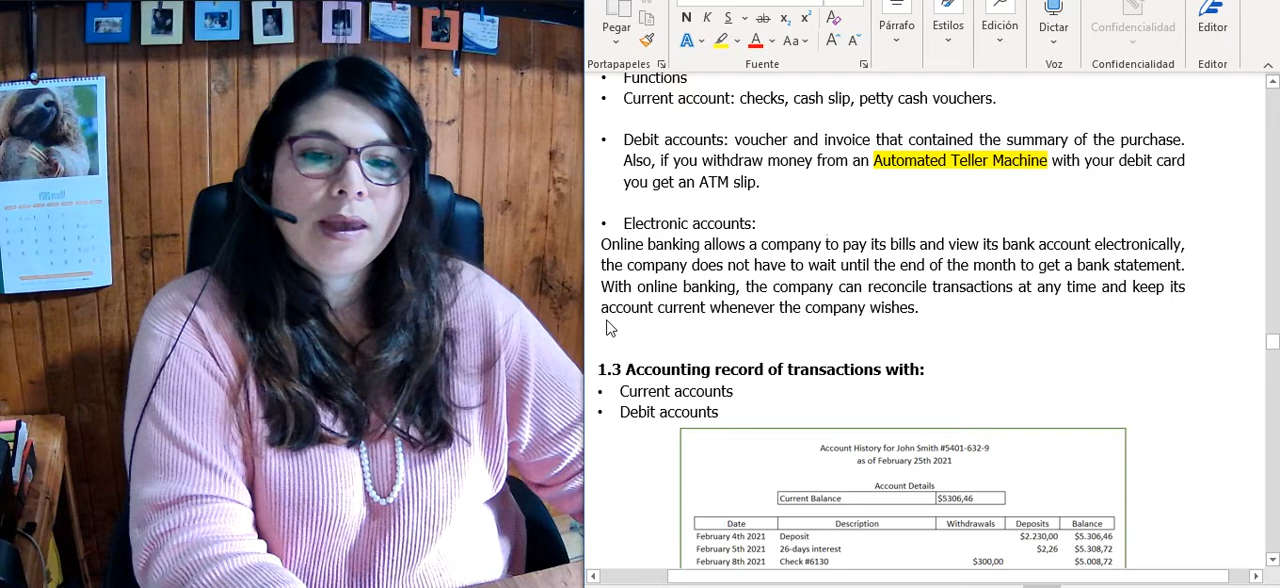 Pegar
N K S ab x₂ x²
A A Aa A A
Párrafo
Estilos
Edición
Dictar
Confidencialidad
Editor
Portapapeles
Fuente
Voz
Confidencialidad
Editor
• Functions
• Current account: checks, cash slip, petty cash vouchers.
• Debit accounts: voucher and invoice that contained the summary of the purchase.
Also, if you withdraw money from an Automated Teller Machine with your debit card
you get an ATM slip.
• Electronic accounts:
Online banking allows a company to pay its bills and view its bank account electronically,
the company does not have to wait until the end of the month to get a bank statement.
With online banking, the company can reconcile transactions at any time and keep its
account current whenever the company wishes.
1.3 Accounting record of transactions with:
• Current accounts
• Debit accounts
Account History for John Smith #5401-632-9
as of February 25th 2021
Account Details
Current Balance $5306,46
Date Description Withdrawals Deposits Balance
February 4th 2021 Deposit $2.230,00 $5.306,46
February 5th 2021 26-days interest $2,26 $5.308,72
February 8th 2021 Check #6130 $300,00 $5.008,72